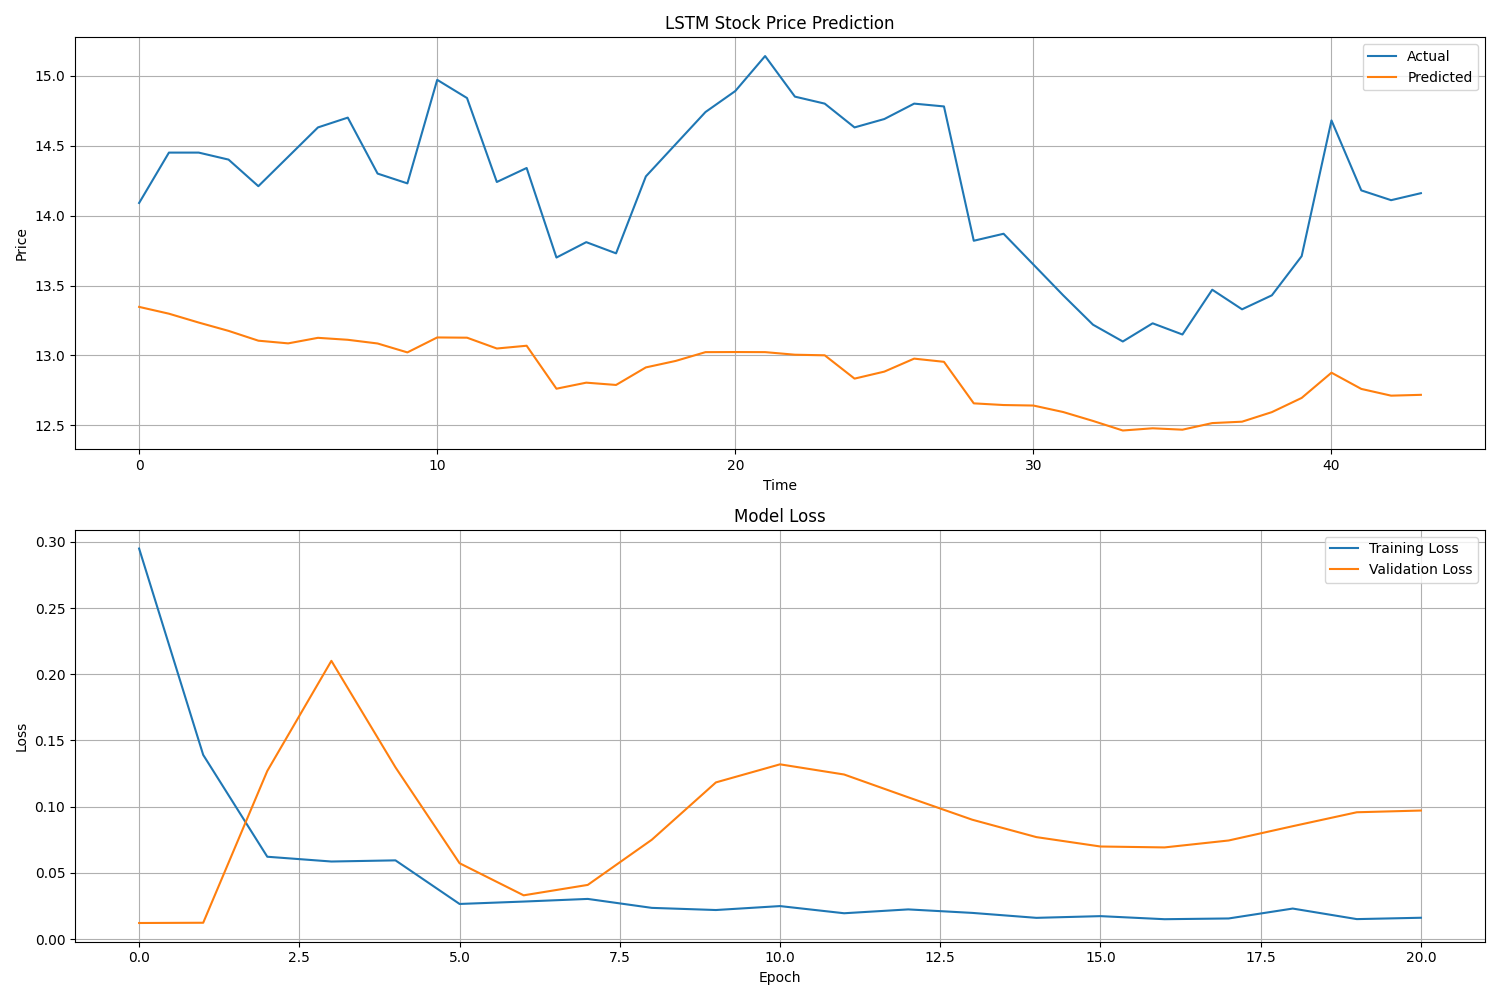 LSTM Stock Price Prediction
15.0
14.5
14.0
13.5
13.0
12.5
Price
Actual
Predicted
0 10 20 30 40
Time
Model Loss
0.30
0.25
0.20
0.15
0.10
0.05
0.00
Loss
Training Loss
Validation Loss
0.0 2.5 5.0 7.5 10.0 12.5 15.0 17.5 20.0
Epoch